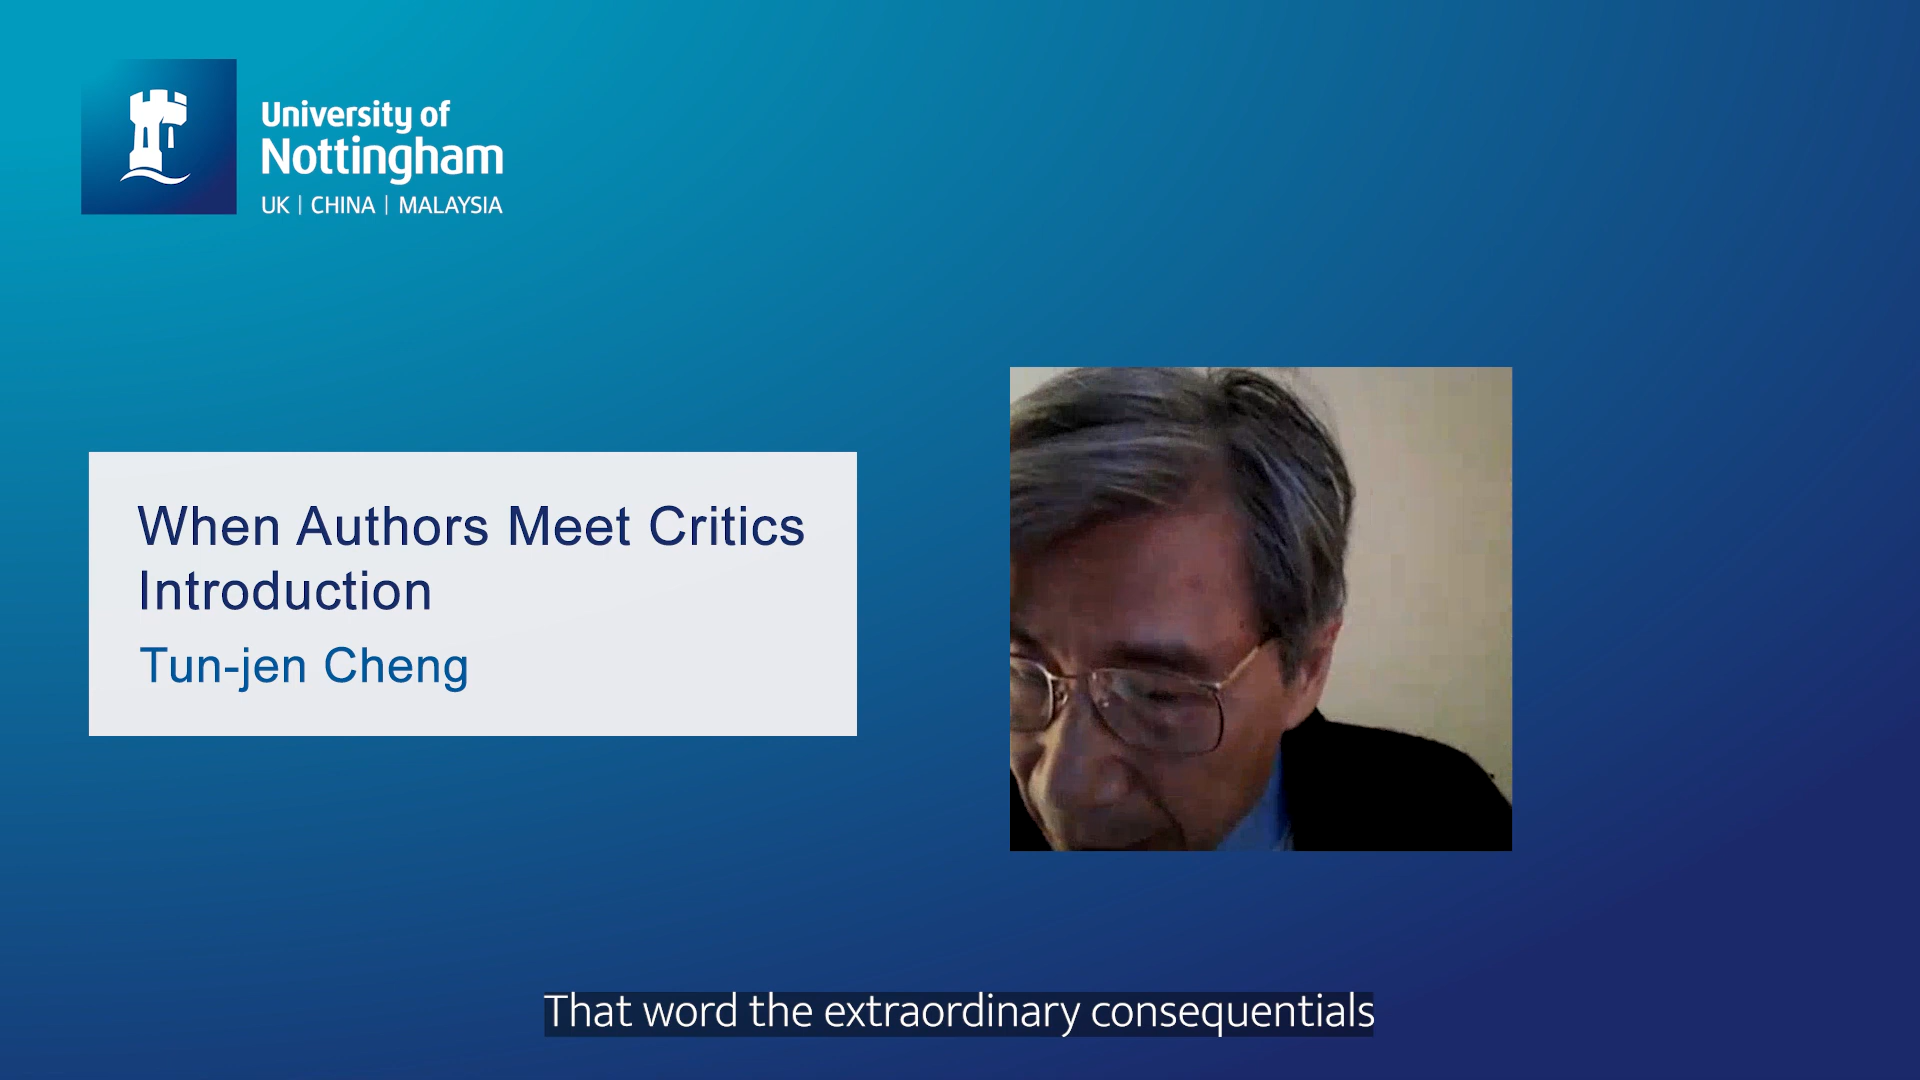 University of
Nottingham
UK | CHINA | MALAYSIA
When Authors Meet Critics
Introduction
Tun-jen Cheng
That word the extraordinary consequentials